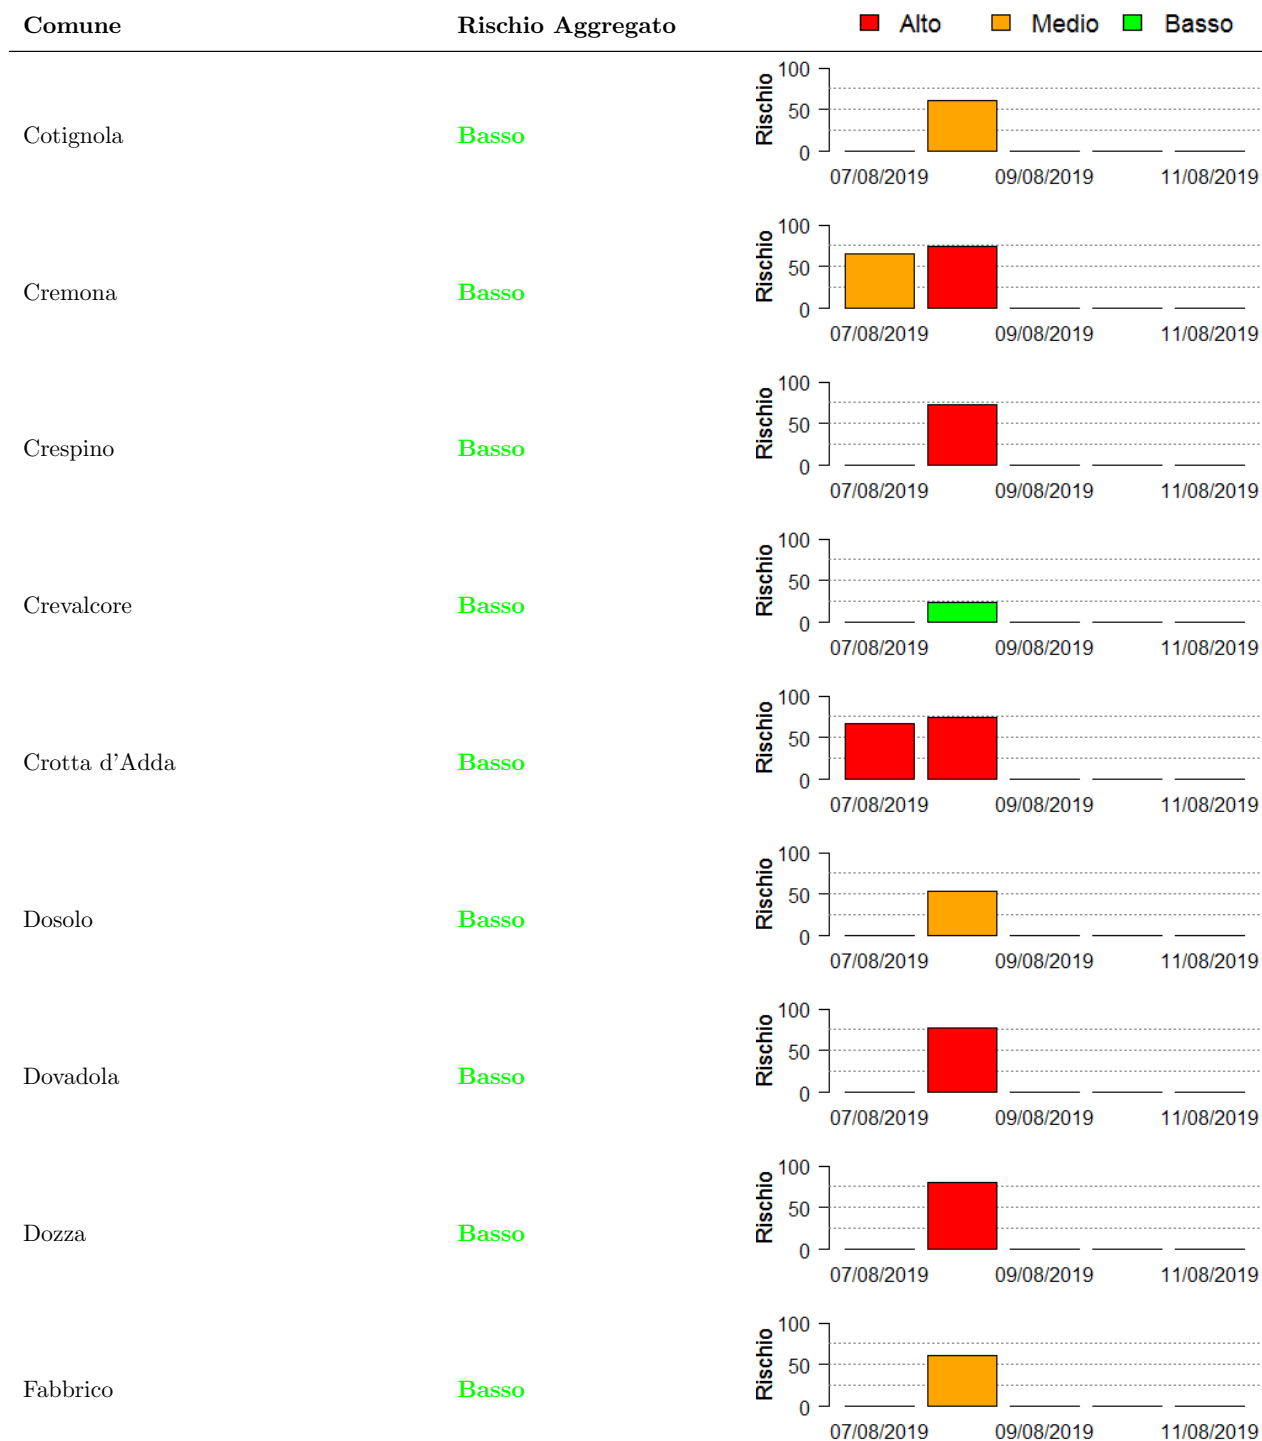 Comune Rischio Aggregato Alto Medio Basso
100
Rischio
Cotignola Basso
50
0
07/08/2019 09/08/2019 11/08/2019
100
Rischio
Cremona Basso
50
0
07/08/2019 09/08/2019 11/08/2019
100
Rischio
Crespino Basso
50
0
07/08/2019 09/08/2019 11/08/2019
100
Rischio
Crevalcore Basso
50
0
07/08/2019 09/08/2019 11/08/2019
100
Rischio
Crotta d'Adda Basso
50
0
07/08/2019 09/08/2019 11/08/2019
100
Rischio
Dosolo Basso
50
0
07/08/2019 09/08/2019 11/08/2019
100
Rischio
Dovadola Basso
50
0
07/08/2019 09/08/2019 11/08/2019
100
Rischio
Dozza Basso
50
0
07/08/2019 09/08/2019 11/08/2019
100
Rischio
Fabbrico Basso
50
0
07/08/2019 09/08/2019 11/08/2019